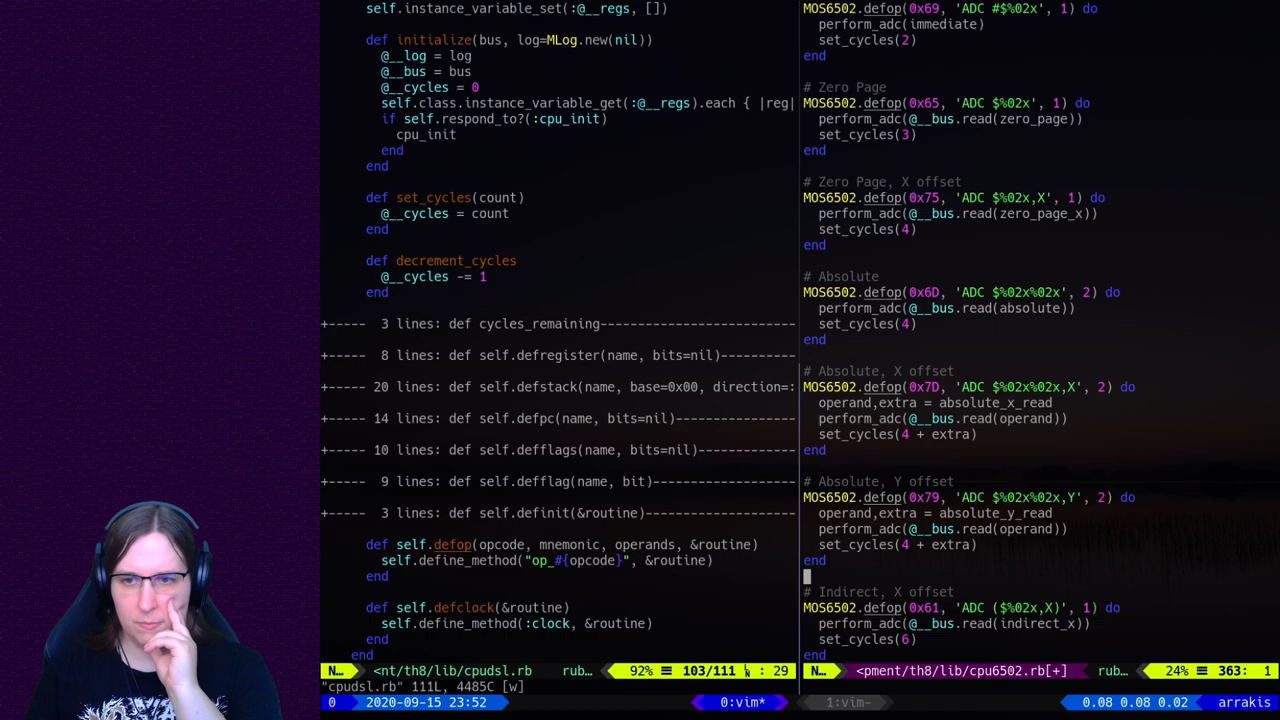 self.instance_variable_set(:@__regs, [])
def initialize(bus, log=MLog.new(nil))
@__log = log
@__bus = bus
@__cycles = 0
self.class.instance_variable_get(:@__regs).each { |reg|
if self.respond_to?(:cpu_init)
cpu_init
end
end
def set_cycles(count)
@__cycles = count
end
def decrement_cycles
@__cycles -= 1
end
+----- 3 lines: def cycles_remaining--------------------------
+----- 8 lines: def self.defregister(name, bits=nil)----------
+----- 20 lines: def self.defstack(name, base=0x00, direction=:
+----- 14 lines: def self.defpc(name, bits=nil)----------------
+----- 10 lines: def self.defflags(name, bits=nil)-------------
+----- 9 lines: def self.defflag(name, bit)-------------------
+----- 3 lines: def self.definit(&routine)--------------------
def self.defop(opcode, mnemonic, operands, &routine)
self.define_method("op_#{opcode}", &routine)
end
def self.defclock(&routine)
self.define_method(:clock, &routine)
end
end
N… <nt/th8/lib/cpudsl.rb rub… 92% ☰ 103/111 : 29
"cpudsl.rb" 111L, 4485C [w]
MOS6502.defop(0x69, 'ADC #$%02x', 1) do
perform_adc(immediate)
set_cycles(2)
end
# Zero Page
MOS6502.defop(0x65, 'ADC $%02x', 1) do
perform_adc(@__bus.read(zero_page))
set_cycles(3)
end
# Zero Page, X offset
MOS6502.defop(0x75, 'ADC $%02x,X', 1) do
perform_adc(@__bus.read(zero_page_x))
set_cycles(4)
end
# Absolute
MOS6502.defop(0x6D, 'ADC $%02x%02x', 2) do
perform_adc(@__bus.read(absolute))
set_cycles(4)
end
# Absolute, X offset
MOS6502.defop(0x7D, 'ADC $%02x%02x,X', 2) do
operand,extra = absolute_x_read
perform_adc(@__bus.read(operand))
set_cycles(4 + extra)
end
# Absolute, Y offset
MOS6502.defop(0x79, 'ADC $%02x%02x,Y', 2) do
operand,extra = absolute_y_read
perform_adc(@__bus.read(operand))
set_cycles(4 + extra)
end
# Indirect, X offset
MOS6502.defop(0x61, 'ADC ($%02x,X)', 1) do
perform_adc(@__bus.read(indirect_x))
set_cycles(6)
end
N… <pment/th8/lib/cpu6502.rb[+] rub… 24% ☰ 363: 1
0 2020-09-15 23:52 0:vim* 1:vim- 0.08 0.08 0.02 arrakis